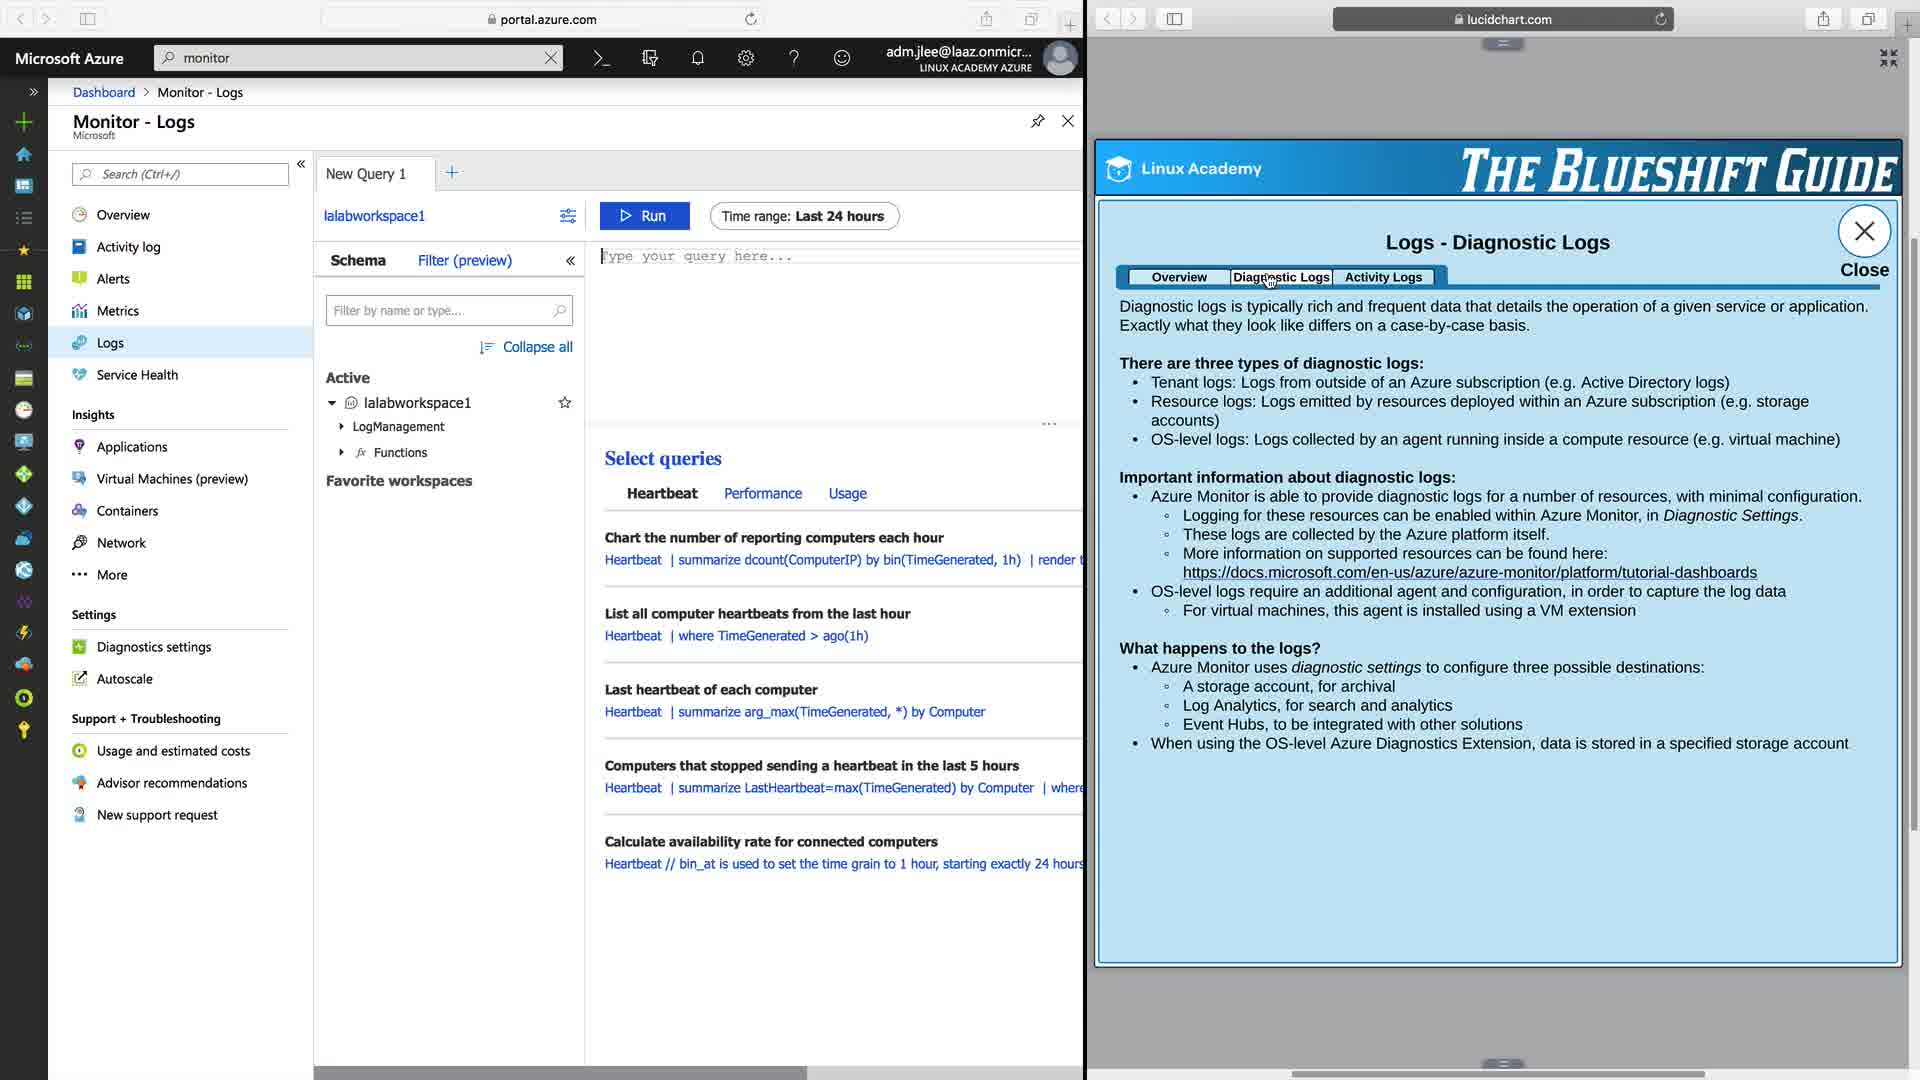 portal.azure.com
Microsoft Azure
monitor
adm.jlee@laaz.onmicr...
LINUX ACADEMY AZURE
Dashboard > Monitor - Logs
Monitor - Logs
Microsoft
Search (Ctrl+/)
Overview
Activity log
Alerts
Metrics
Logs
Service Health
Insights
Applications
Virtual Machines (preview)
Containers
Network
More
Settings
Diagnostics settings
Autoscale
Support + Troubleshooting
Usage and estimated costs
Advisor recommendations
New support request
New Query 1
lalabworkspace1
Run
Time range: Last 24 hours
Schema
Filter (preview)
Type your query here...
Filter by name or type...
Collapse all
Active
lalabworkspace1
LogManagement
fx Functions
Favorite workspaces
Select queries
Heartbeat
Performance
Usage
Chart the number of reporting computers each hour
Heartbeat | summarize dcount(ComputerIP) by bin(TimeGenerated, 1h) | render t
List all computer heartbeats from the last hour
Heartbeat | where TimeGenerated > ago(1h)
Last heartbeat of each computer
Heartbeat | summarize arg_max(TimeGenerated, *) by Computer
Computers that stopped sending a heartbeat in the last 5 hours
Heartbeat | summarize LastHeartbeat=max(TimeGenerated) by Computer | where
Calculate availability rate for connected computers
Heartbeat // bin_at is used to set the time grain to 1 hour, starting exactly 24 hours
lucidchart.com
Linux Academy
THE BLUESHIFT GUIDE
Logs - Diagnostic Logs
Close
Overview
Diagnostic Logs
Activity Logs
Diagnostic logs is typically rich and frequent data that details the operation of a given service or application.
Exactly what they look like differs on a case-by-case basis.
There are three types of diagnostic logs:
• Tenant logs: Logs from outside of an Azure subscription (e.g. Active Directory logs)
• Resource logs: Logs emitted by resources deployed within an Azure subscription (e.g. storage
accounts)
• OS-level logs: Logs collected by an agent running inside a compute resource (e.g. virtual machine)
Important information about diagnostic logs:
• Azure Monitor is able to provide diagnostic logs for a number of resources, with minimal configuration.
◦ Logging for these resources can be enabled within Azure Monitor, in Diagnostic Settings.
◦ These logs are collected by the Azure platform itself.
◦ More information on supported resources can be found here:
https://docs.microsoft.com/en-us/azure/azure-monitor/platform/tutorial-dashboards
• OS-level logs require an additional agent and configuration, in order to capture the log data
◦ For virtual machines, this agent is installed using a VM extension
What happens to the logs?
• Azure Monitor uses diagnostic settings to configure three possible destinations:
◦ A storage account, for archival
◦ Log Analytics, for search and analytics
◦ Event Hubs, to be integrated with other solutions
• When using the OS-level Azure Diagnostics Extension, data is stored in a specified storage account